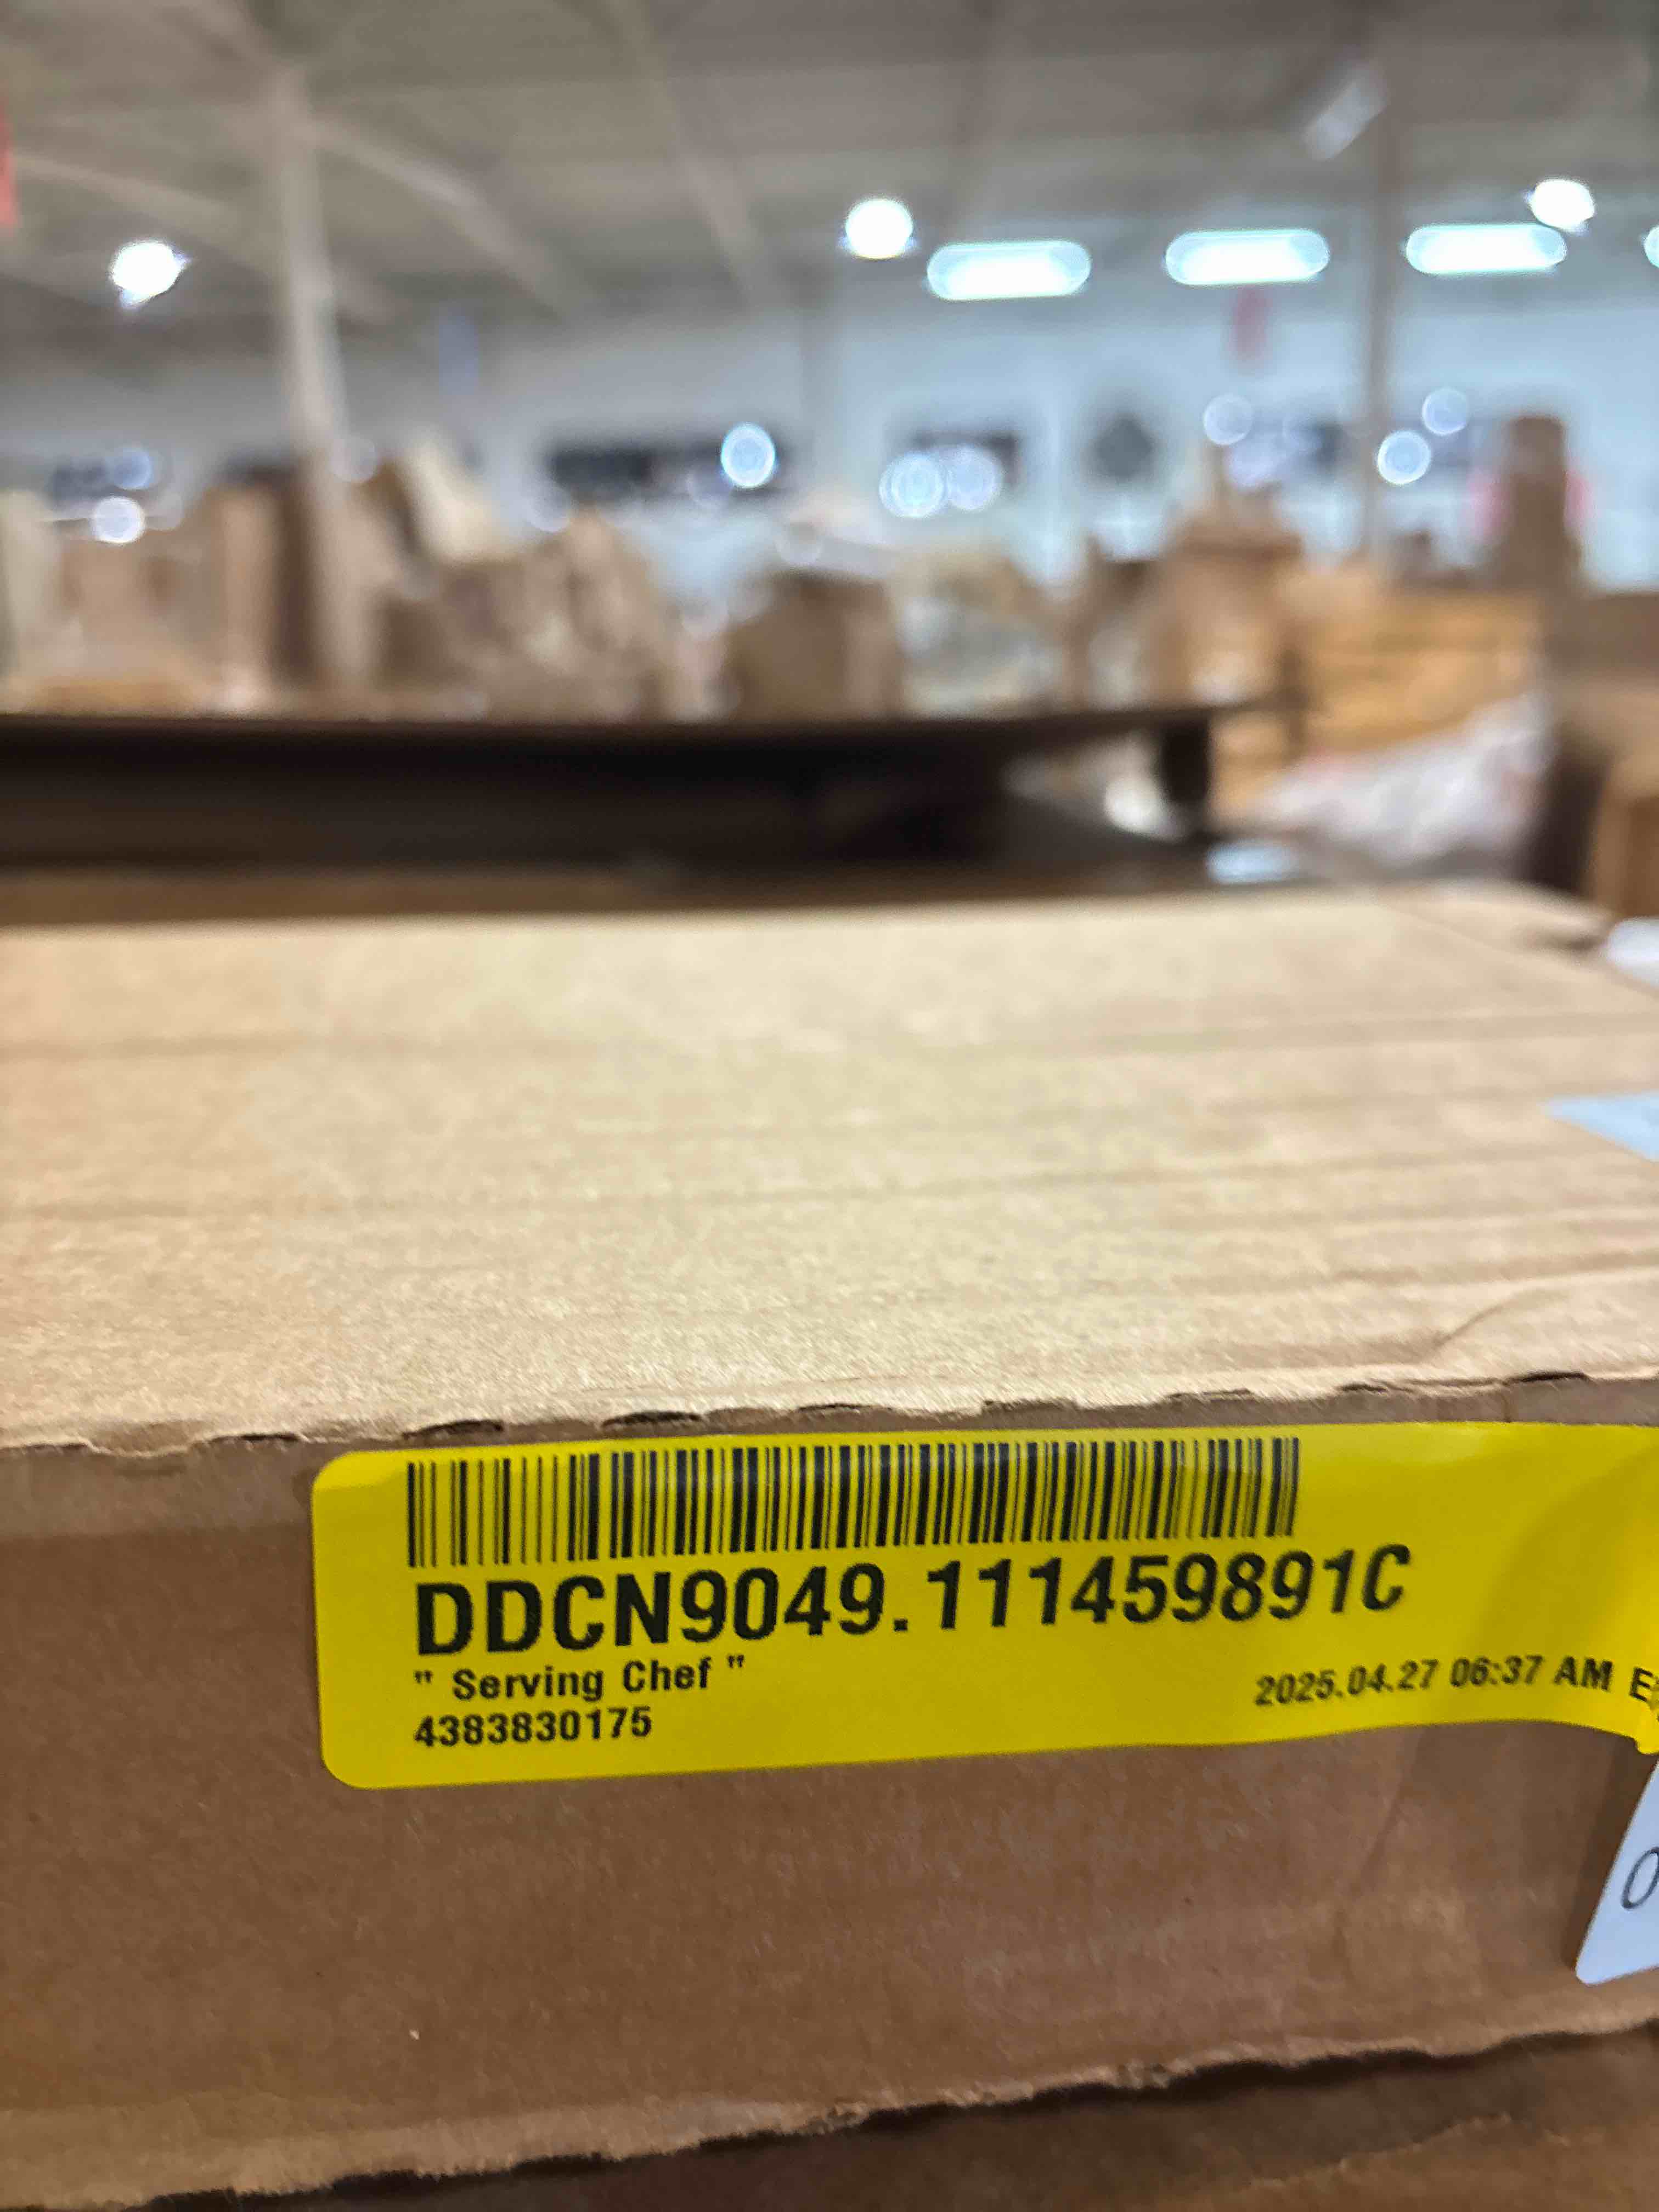 DDCN9049.111459891C
" Serving Chef "
2025.04.27 06:37 AM
4383830175